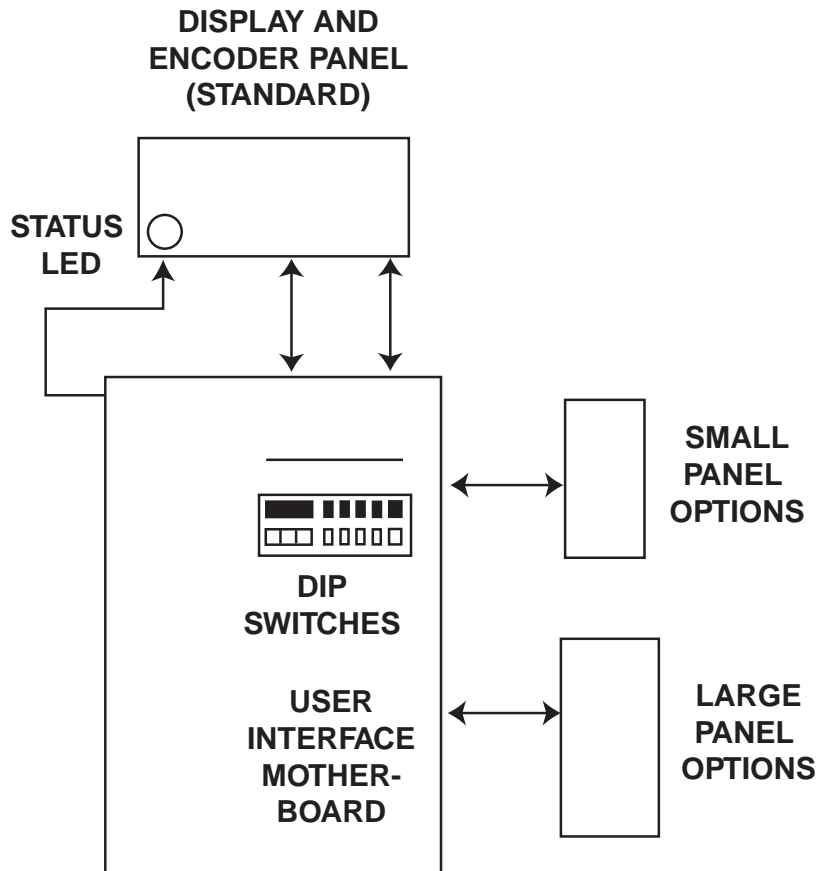 DISPLAY AND
ENCODER PANEL
(STANDARD)
STATUS
LED
SMALL
PANEL
OPTIONS
DIP
SWITCHES
USER
INTERFACE
MOTHER-
BOARD
LARGE
PANEL
OPTIONS